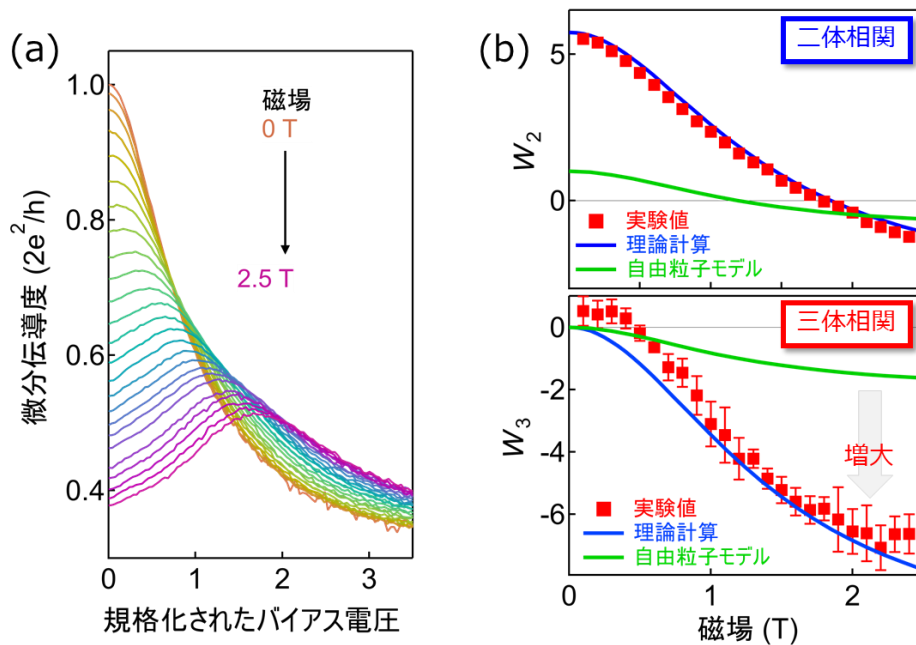 (a)
微分伝導度 (2e²/h)
1.0
0.8
0.6
0.4
磁場
0 T
2.5 T
0
1
2
3
規格化されたバイアス電圧
(b)
二体相関
W₂
5
0
実験値
理論計算
自由粒子モデル
三体相関
W₃
0
-2
-4
-6
増大
実験値
理論計算
自由粒子モデル
0
1
2
磁場 (T)